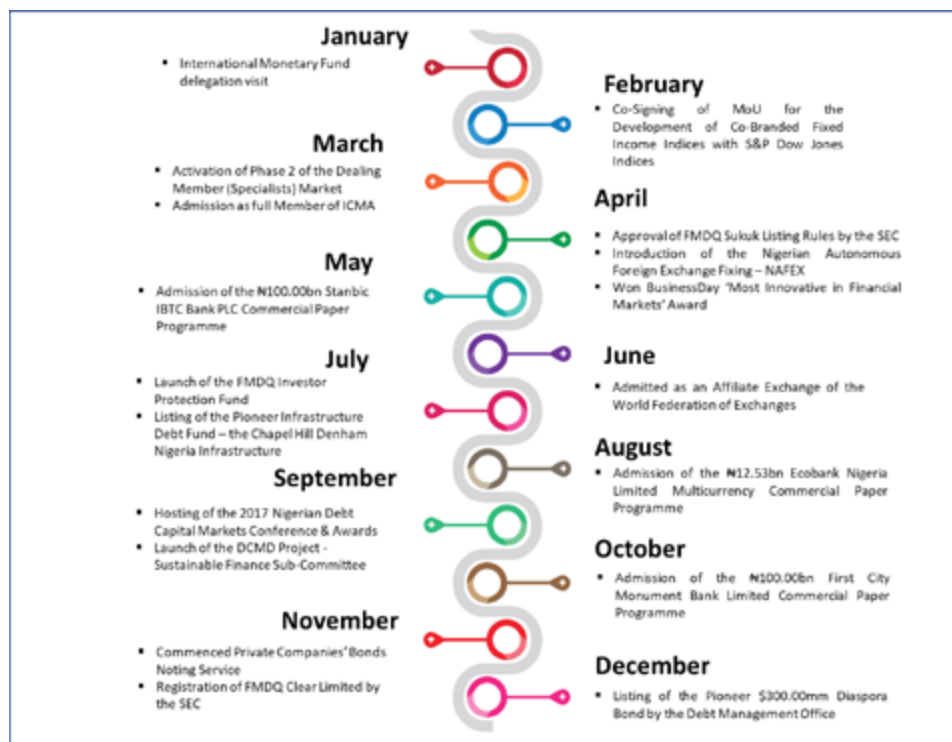 January
▪ International Monetary Fund
delegation visit
February
▪ Co-Signing of MoU for the
Development of Co-Branded Fixed
Income Indices with S&P Dow Jones
Indices
March
▪ Activation of Phase 2 of the Dealing
Member (Specialists) Market
▪ Admission as full Member of ICMA
April
▪ Approval of FMDQ Sukuk Listing Rules by the SEC
▪ Introduction of the Nigerian Autonomous
Foreign Exchange Fixing – NAFEX
▪ Won BusinessDay ‘Most Innovative in Financial
Markets’ Award
May
▪ Admission of the ₦100.00bn Stanbic
IBTC Bank PLC Commercial Paper
Programme
June
▪ Admitted as an Affiliate Exchange of the
World Federation of Exchanges
July
▪ Launch of the FMDQ Investor
Protection Fund
▪ Listing of the Pioneer Infrastructure
Debt Fund – the Chapel Hill Denham
Nigeria Infrastructure
August
▪ Admission of the ₦12.53bn Ecobank Nigeria
Limited Multicurrency Commercial Paper
Programme
September
▪ Hosting of the 2017 Nigerian Debt
Capital Markets Conference & Awards
▪ Launch of the DCMD Project -
Sustainable Finance Sub-Committee
October
▪ Admission of the ₦100.00bn First City
Monument Bank Limited Commercial Paper
Programme
November
▪ Commenced Private Companies’ Bonds
Noting Service
▪ Registration of FMDQ Clear Limited by
the SEC
December
▪ Listing of the Pioneer $300.00mm Diaspora
Bond by the Debt Management Office